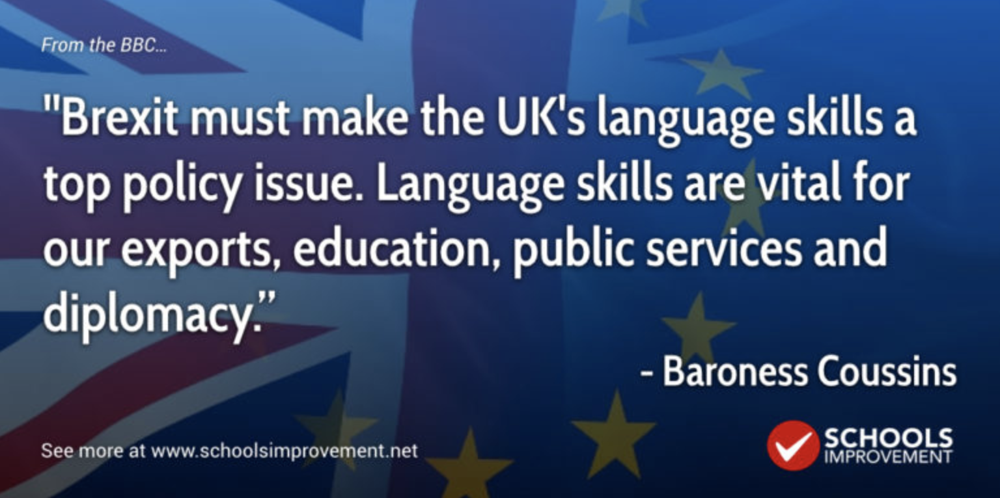 From the BBC...
"Brexit must make the UK's language skills a
top policy issue. Language skills are vital for
our exports, education, public services and
diplomacy.”
- Baroness Coussins
See more at www.schoolsimprovement.net
SCHOOLS
IMPROVEMENT